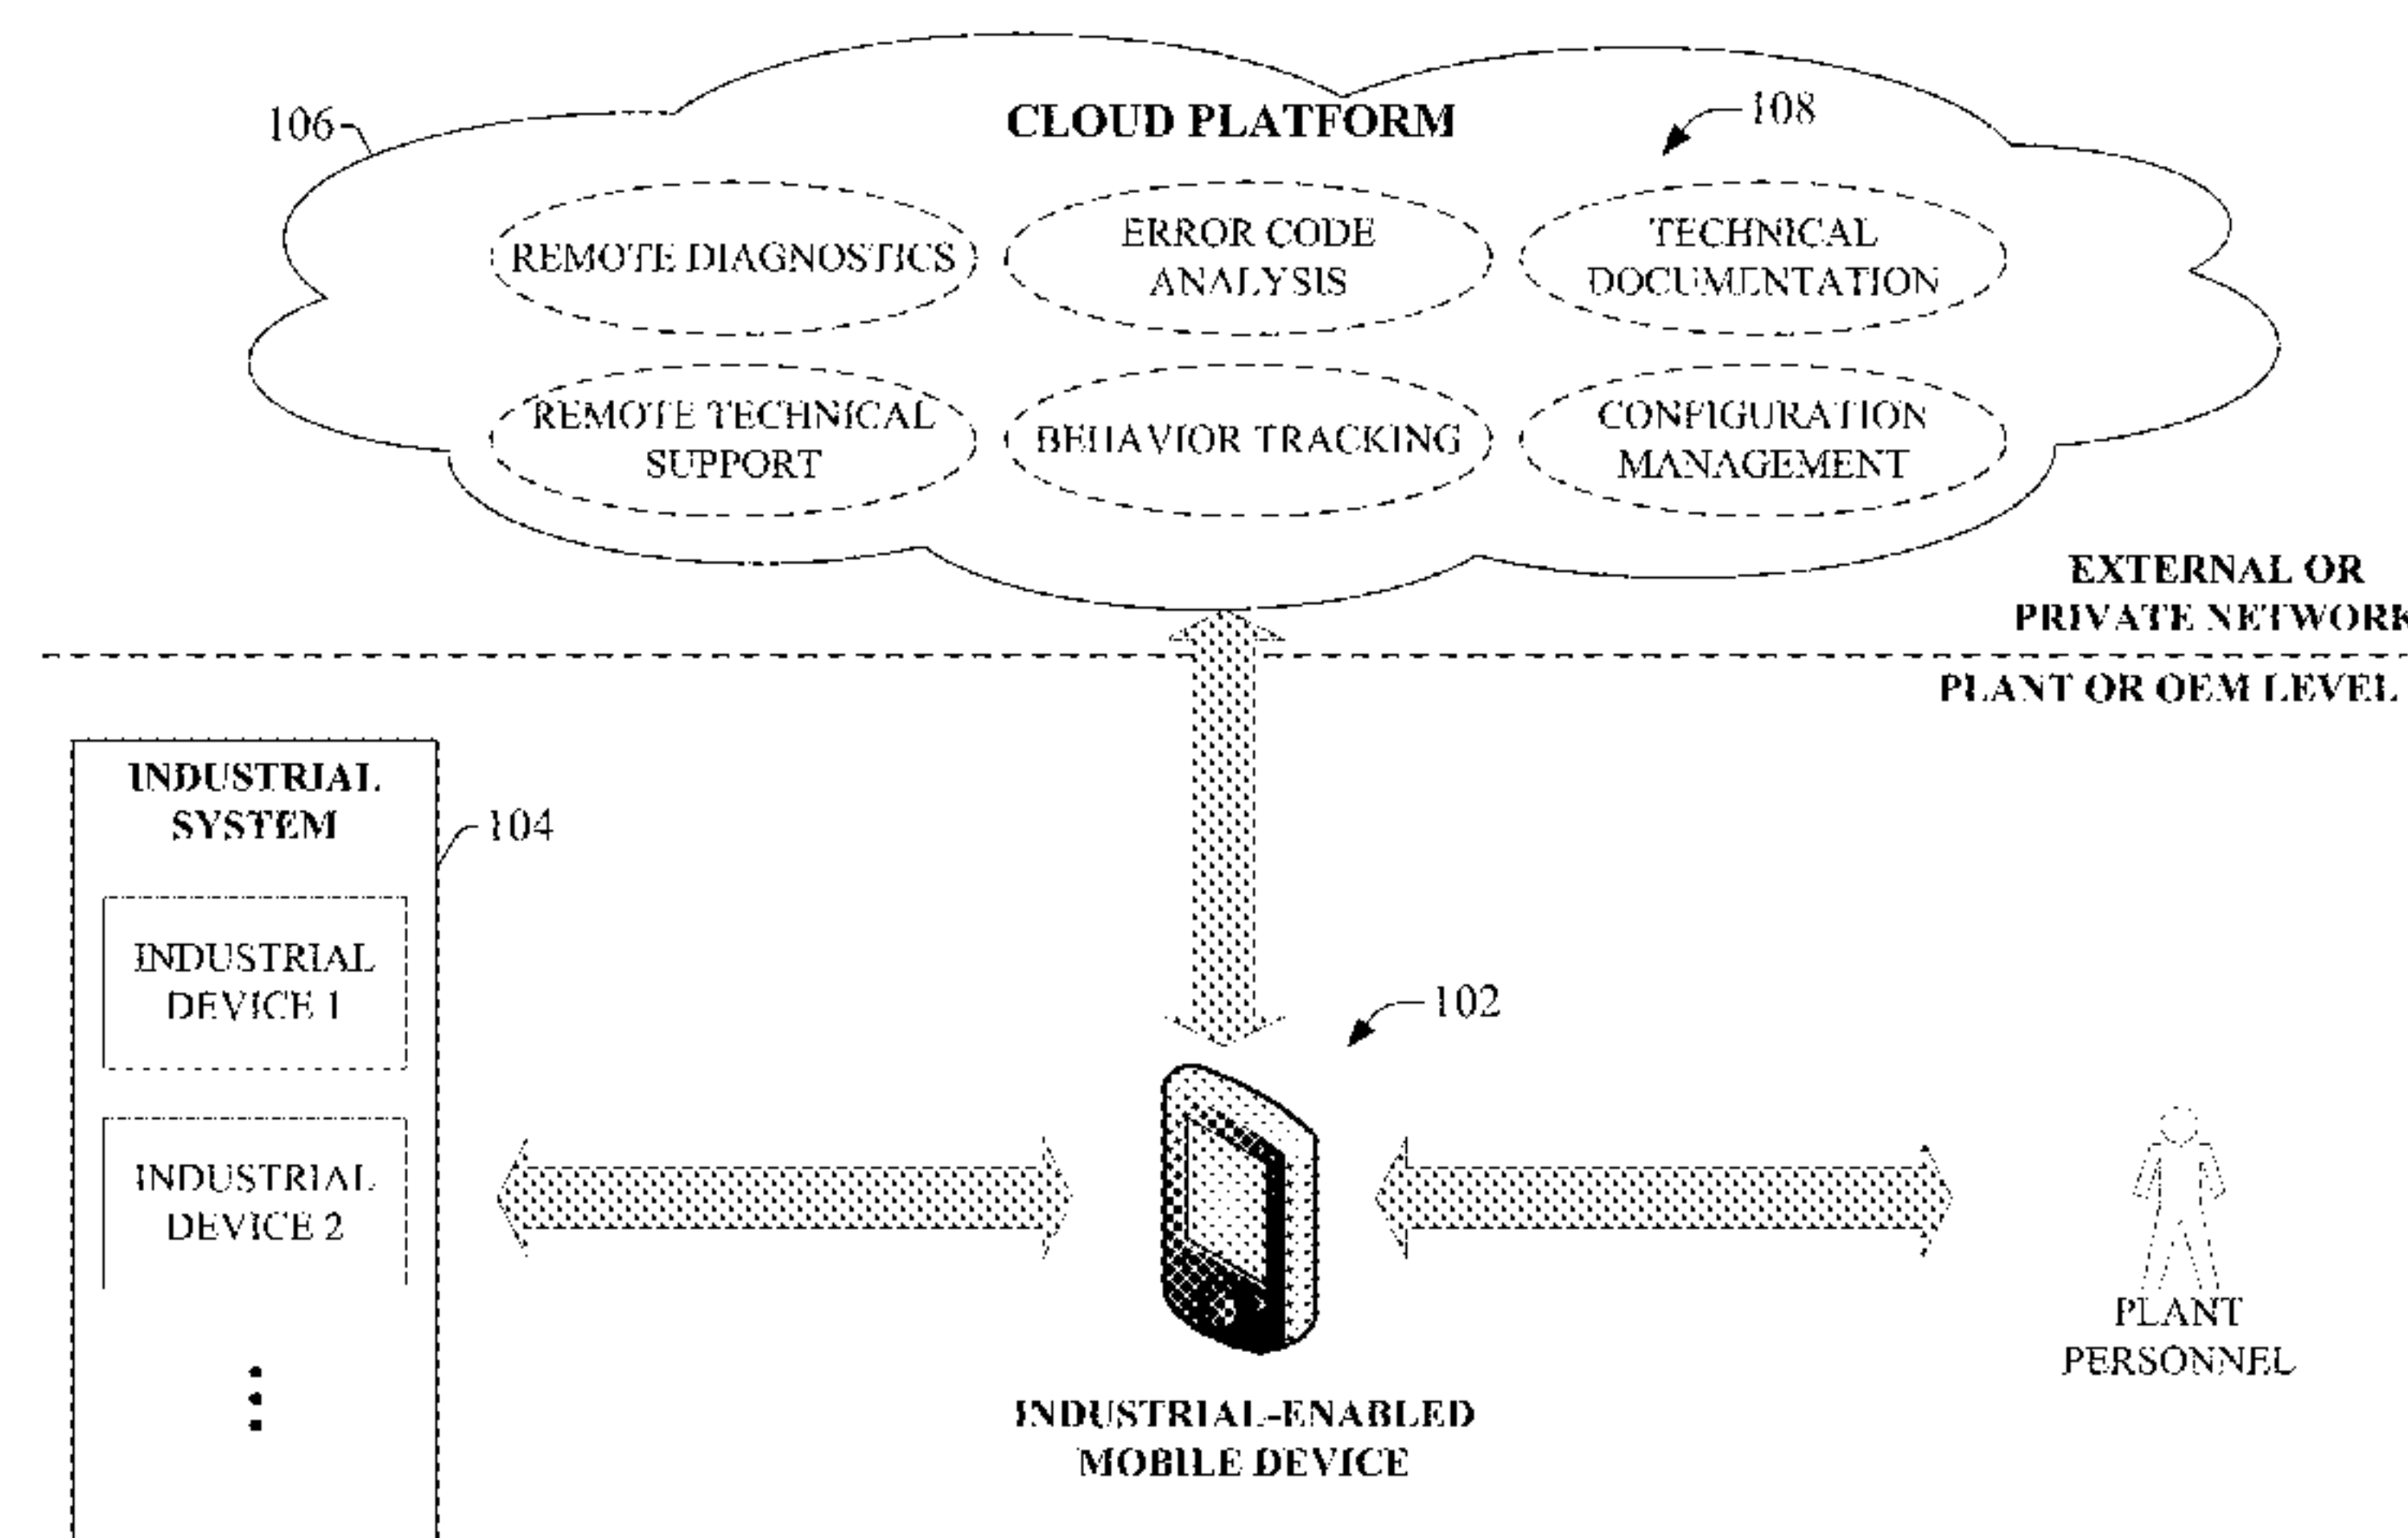 CLOUD PLATFORM
106
108
REMOTE DIAGNOSTICS
ERROR CODE
ANALYSIS
TECHNICAL
DOCUMENTATION
REMOTE TECHNICAL
SUPPORT
BEHAVIOR TRACKING
CONFIGURATION
MANAGEMENT
EXTERNAL OR
PRIVATE NETWORK
PLANT OR OEM LEVEL
INDUSTRIAL
SYSTEM
104
INDUSTRIAL
DEVICE 1
INDUSTRIAL
DEVICE 2
102
INDUSTRIAL-ENABLED
MOBILE DEVICE
PLANT
PERSONNEL